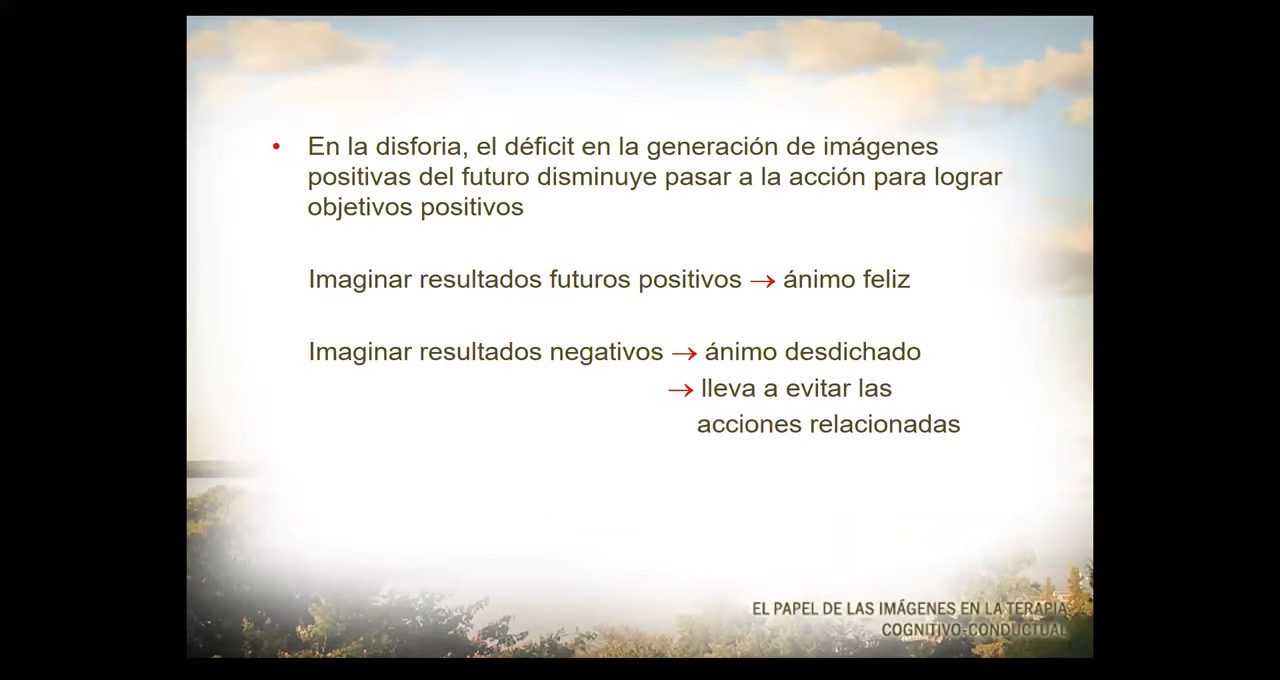 • En la disforia, el déficit en la generación de imágenes
positivas del futuro disminuye pasar a la acción para lograr
objetivos positivos
Imaginar resultados futuros positivos → ánimo feliz
Imaginar resultados negativos → ánimo desdichado
→ lleva a evitar las
acciones relacionadas
EL PAPEL DE LAS IMÁGENES EN LA TERAPIA
COGNITIVO-CONDUCTUAL